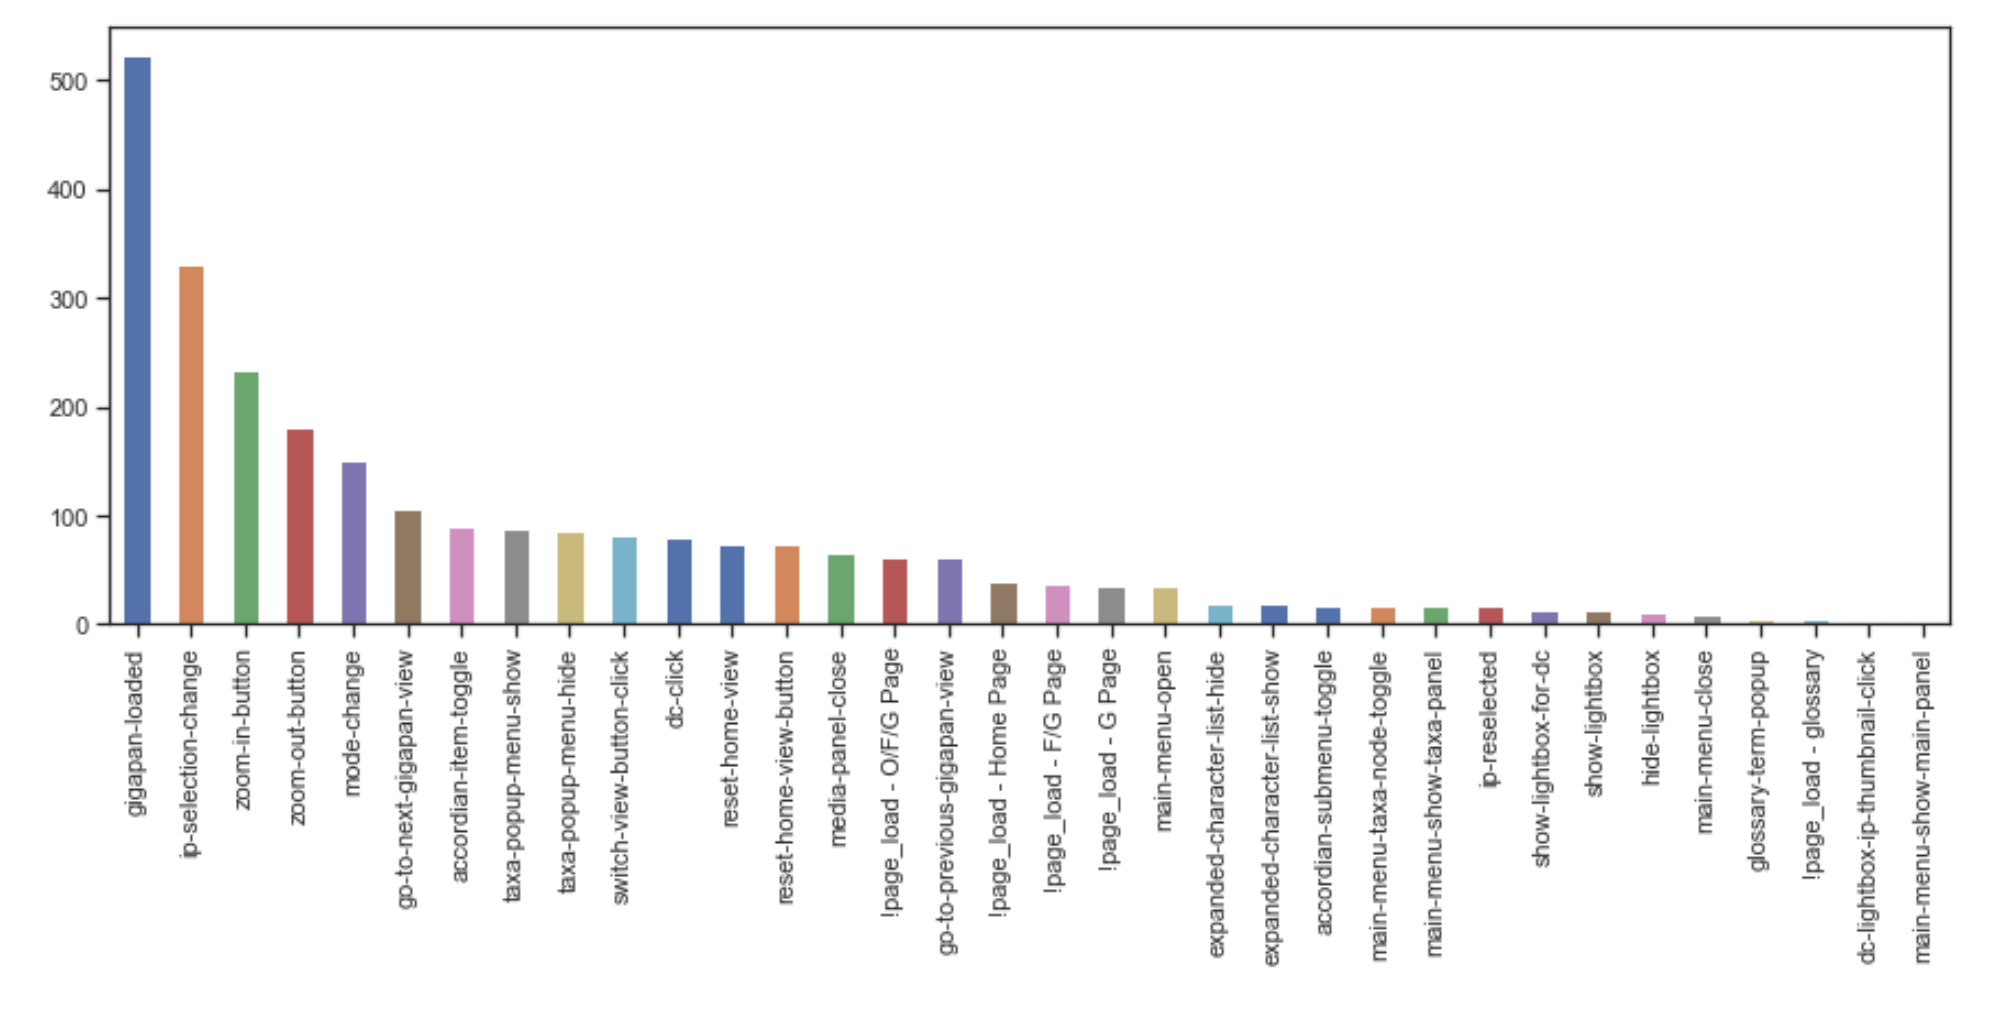 500
400
300
200
100
0
gigapan-loaded
ip-selection-change
zoom-in-button
zoom-out-button
mode-change
go-to-next-gigapan-view
accordian-item-toggle
taxa-popup-menu-show
taxa-popup-menu-hide
switch-view-button-click
dc-click
reset-home-view
reset-home-view-button
media-panel-close
!page_load - O/F/G Page
go-to-previous-gigapan-view
!page_load - Home Page
!page_load - F/G Page
!page_load - G Page
main-menu-open
expanded-character-list-hide
expanded-character-list-show
accordian-submenu-toggle
main-menu-taxa-node-toggle
main-menu-show-taxa-panel
ip-reselected
show-lightbox-for-dc
show-lightbox
hide-lightbox
main-menu-close
glossary-term-popup
!page_load - glossary
dc-lightbox-ip-thumbnail-click
main-menu-show-main-panel